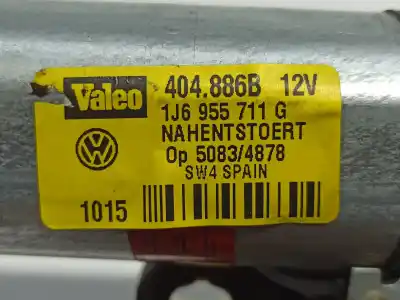 Valeo 404.886B 12V
1J6 955 711 G
NAHENTSTOERT
Op 5083/4878
SW4 SPAIN
1015